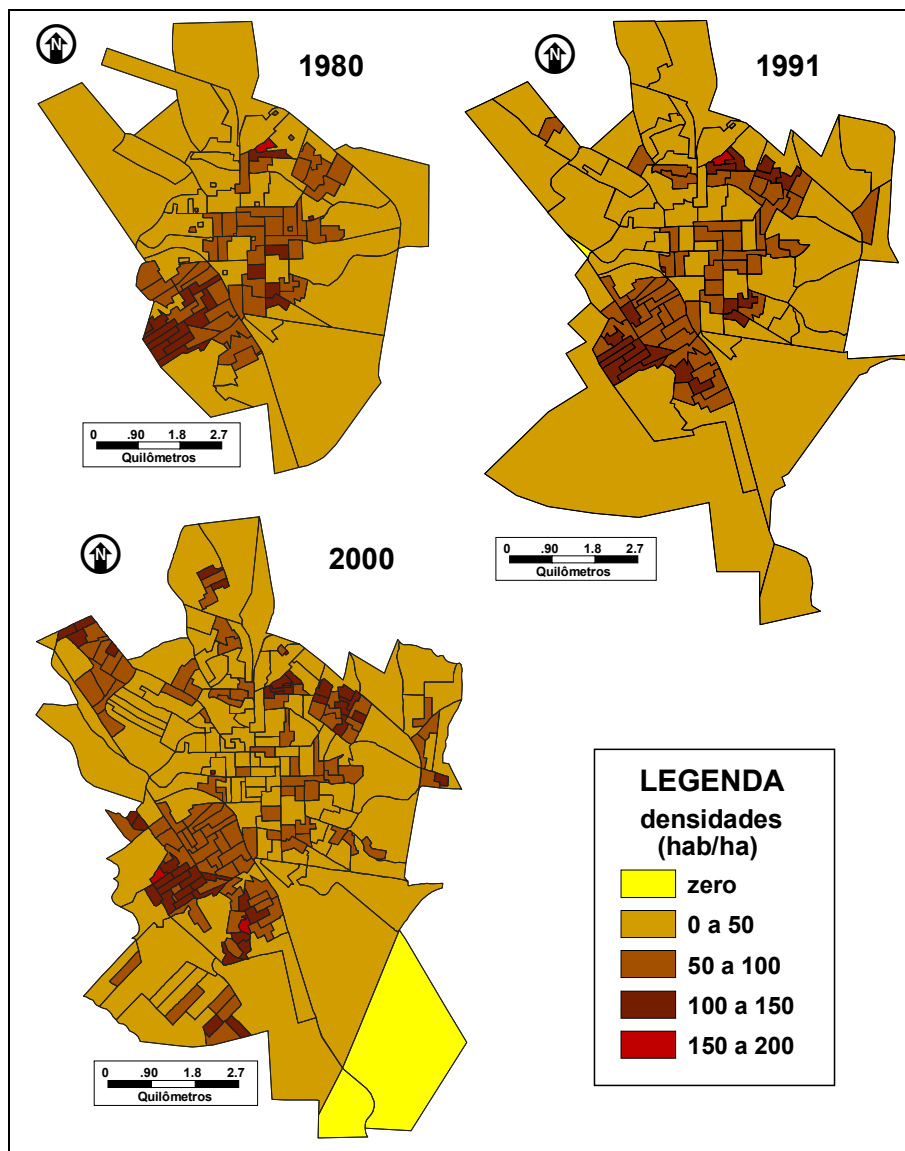 N
1980
N
1991
0 .90 1.8 2.7
Quilômetros
N
2000
0 .90 1.8 2.7
Quilômetros
0 .90 1.8 2.7
Quilômetros
LEGENDA
densidades
(hab/ha)
zero
0 a 50
50 a 100
100 a 150
150 a 200